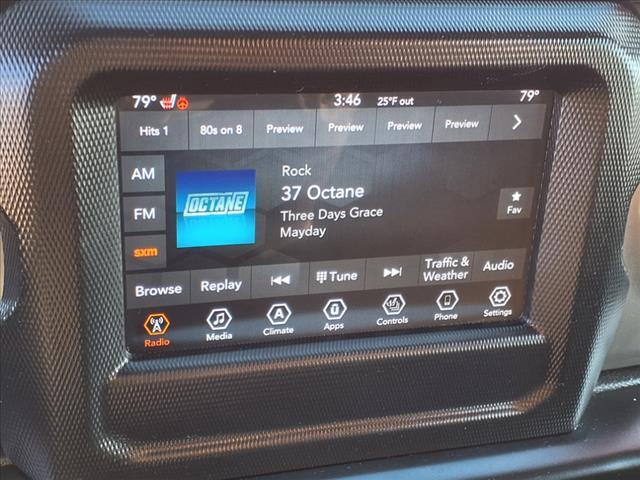 79° 3:46 25°F out 79°
Hits 1 80s on 8 Preview Preview Preview Preview
AM
FM
sxm
OCTANE
Rock
37 Octane
Three Days Grace
Mayday
Fav
Browse Replay Tune Traffic & Weather Audio
Radio Media Climate Apps Controls Phone Settings